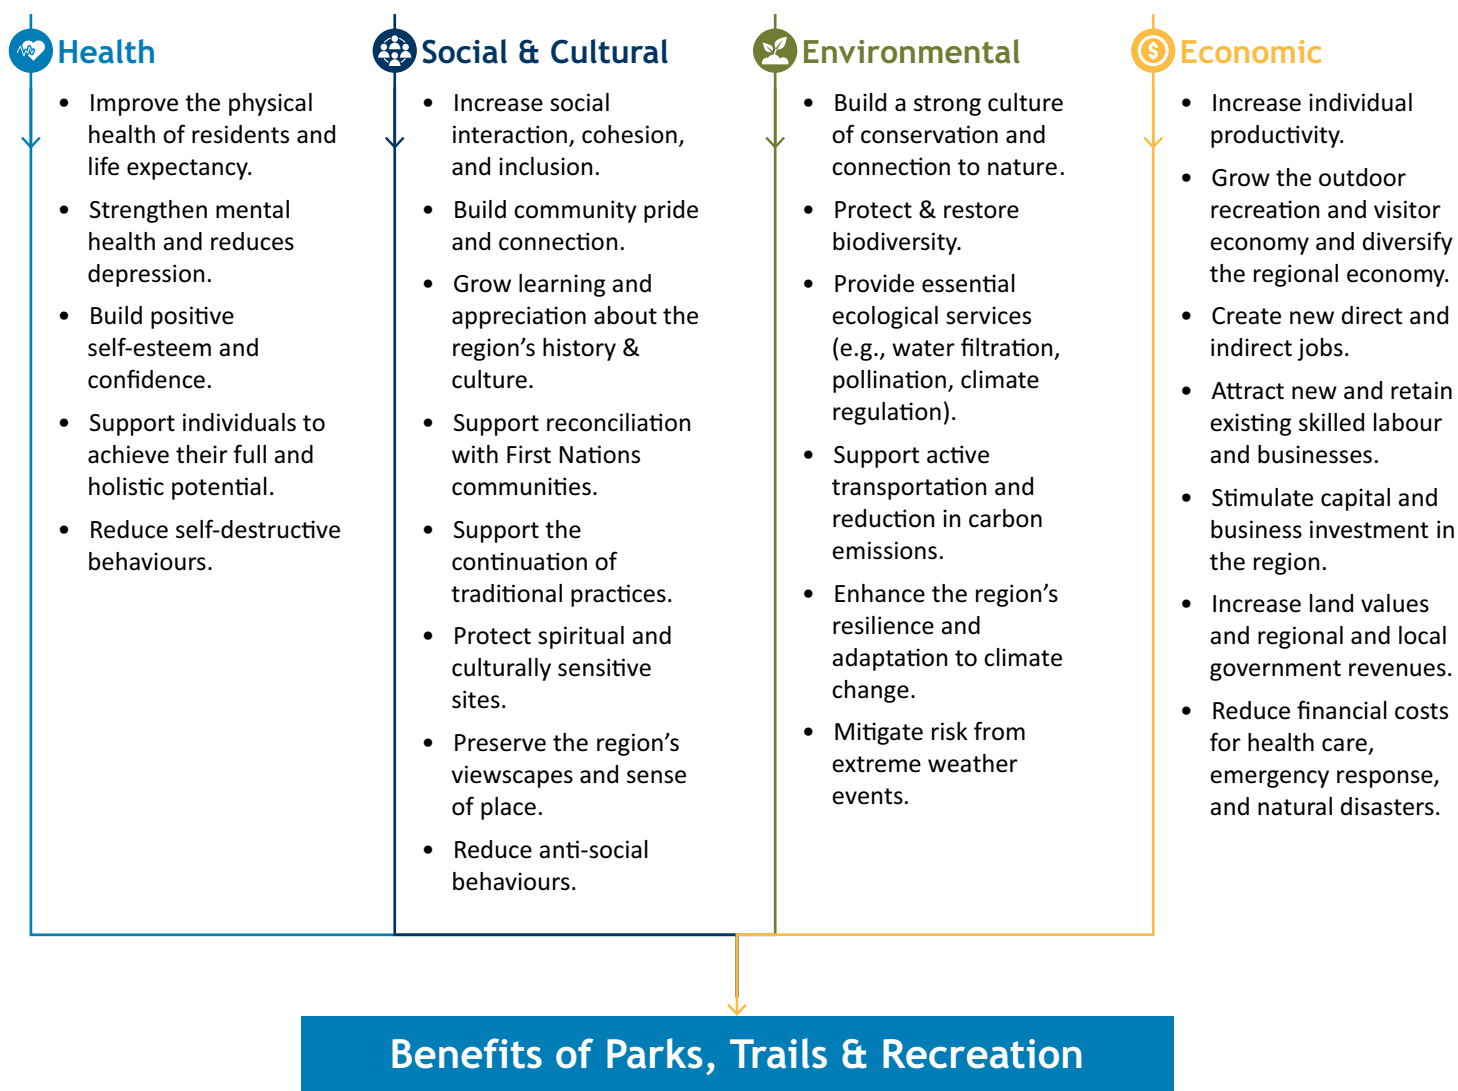 Health
• Improve the physical
health of residents and
life expectancy.
• Strengthen mental
health and reduces
depression.
• Build positive
self-esteem and
confidence.
• Support individuals to
achieve their full and
holistic potential.
• Reduce self-destructive
behaviours.
Social & Cultural
• Increase social
interaction, cohesion,
and inclusion.
• Build community pride
and connection.
• Grow learning and
appreciation about the
region’s history &
culture.
• Support reconciliation
with First Nations
communities.
• Support the
continuation of
traditional practices.
• Protect spiritual and
culturally sensitive
sites.
• Preserve the region’s
viewscapes and sense
of place.
• Reduce anti-social
behaviours.
Environmental
• Build a strong culture
of conservation and
connection to nature.
• Protect & restore
biodiversity.
• Provide essential
ecological services
(e.g., water filtration,
pollination, climate
regulation).
• Support active
transportation and
reduction in carbon
emissions.
• Enhance the region’s
resilience and
adaptation to climate
change.
• Mitigate risk from
extreme weather
events.
$ Economic
• Increase individual
productivity.
• Grow the outdoor
recreation and visitor
economy and diversify
the regional economy.
• Create new direct and
indirect jobs.
• Attract new and retain
existing skilled labour
and businesses.
• Stimulate capital and
business investment in
the region.
• Increase land values
and regional and local
government revenues.
• Reduce financial costs
for health care,
emergency response,
and natural disasters.
Benefits of Parks, Trails & Recreation